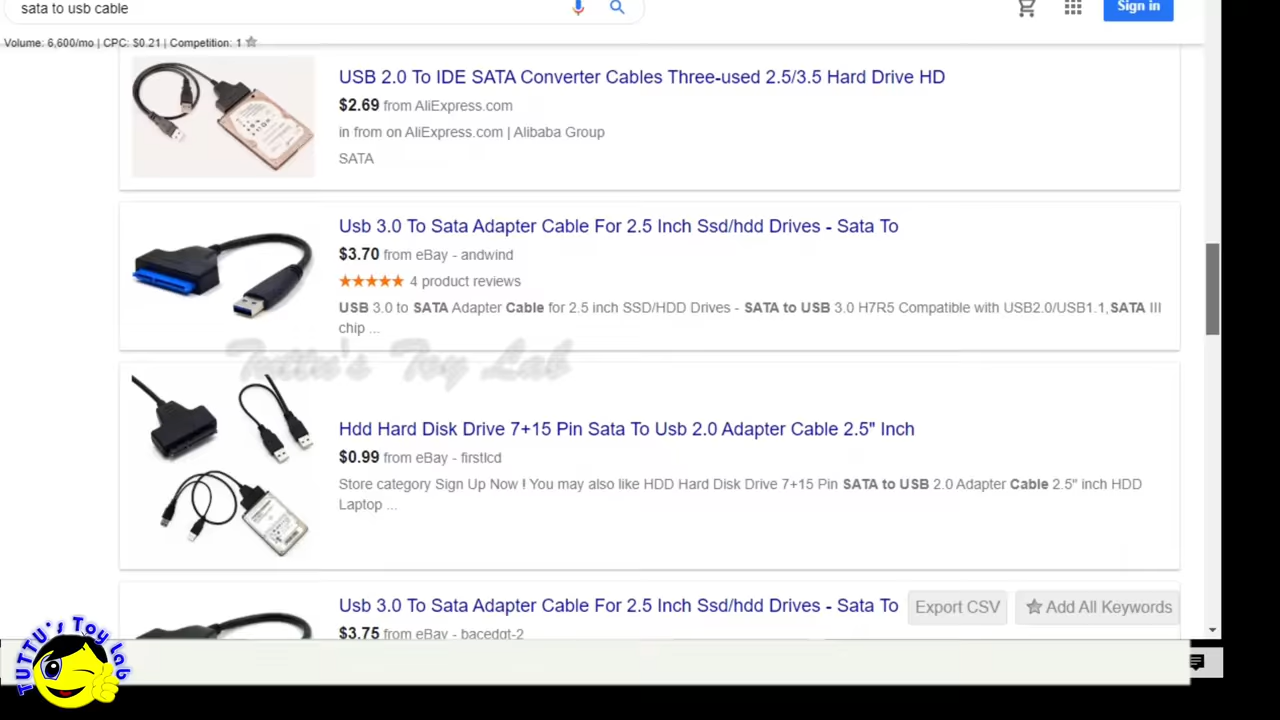 sata to usb cable
Sign in
Volume: 6,600/mo | CPC: $0.21 | Competition: 1
USB 2.0 To IDE SATA Converter Cables Three-used 2.5/3.5 Hard Drive HD
$2.69 from AliExpress.com
in from on AliExpress.com | Alibaba Group
SATA
Usb 3.0 To Sata Adapter Cable For 2.5 Inch Ssd/hdd Drives - Sata To
$3.70 from eBay - andwind
4 product reviews
USB 3.0 to SATA Adapter Cable for 2.5 inch SSD/HDD Drives - SATA to USB 3.0 H7R5 Compatible with USB2.0/USB1.1,SATA III
chip ...
Tuttu's Toy Lab
Hdd Hard Disk Drive 7+15 Pin Sata To Usb 2.0 Adapter Cable 2.5" Inch
$0.99 from eBay - firstlcd
Store category Sign Up Now ! You may also like HDD Hard Disk Drive 7+15 Pin SATA to USB 2.0 Adapter Cable 2.5" inch HDD
Laptop ...
Usb 3.0 To Sata Adapter Cable For 2.5 Inch Ssd/hdd Drives - Sata To
Export CSV
Add All Keywords
$3.75 from eBay - bacedqt-2
TUTTU'S Toy Lab